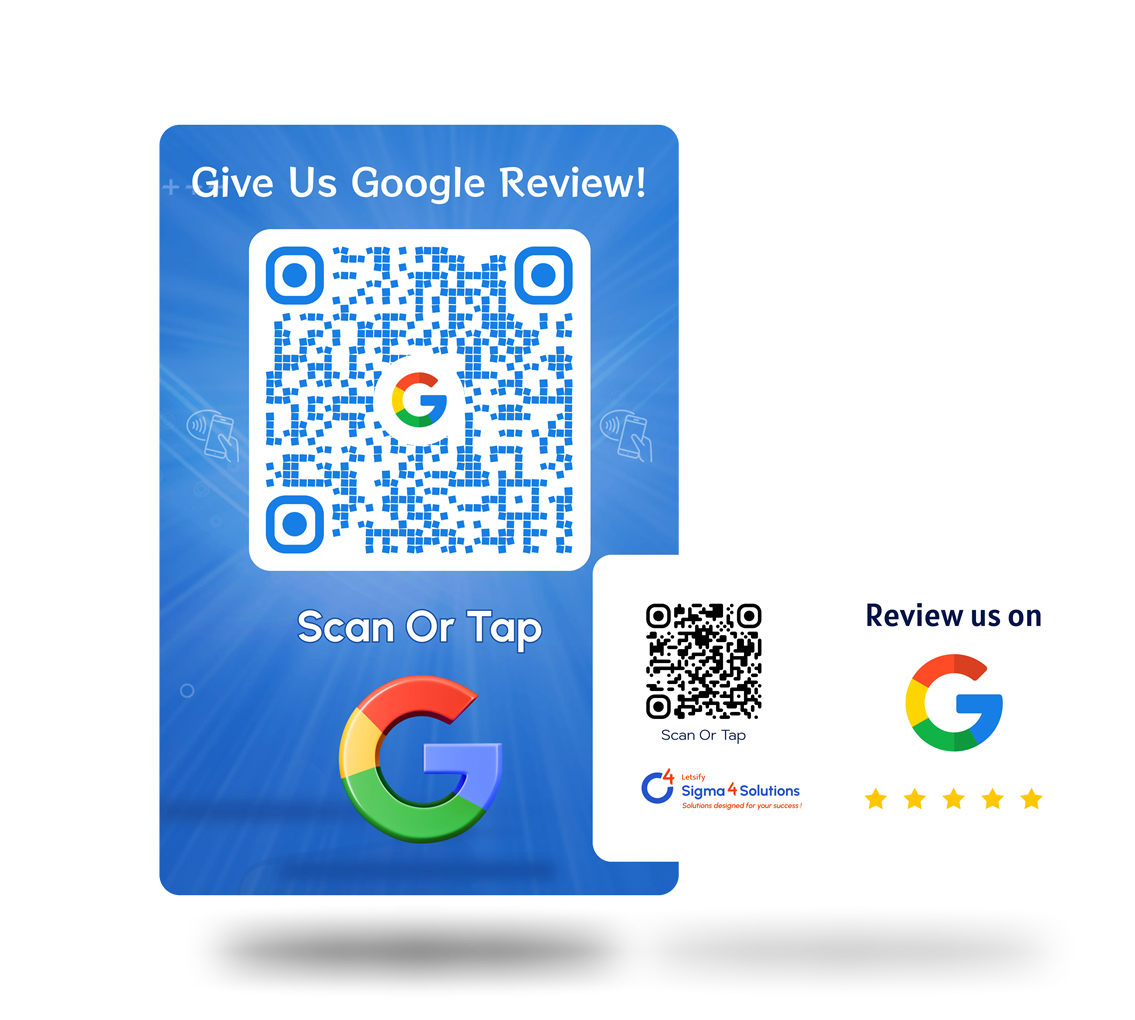 Give Us Google Review!
Scan Or Tap
Review us on
Scan Or Tap
4 Letsify
Sigma 4 Solutions
Solutions designed for your success !